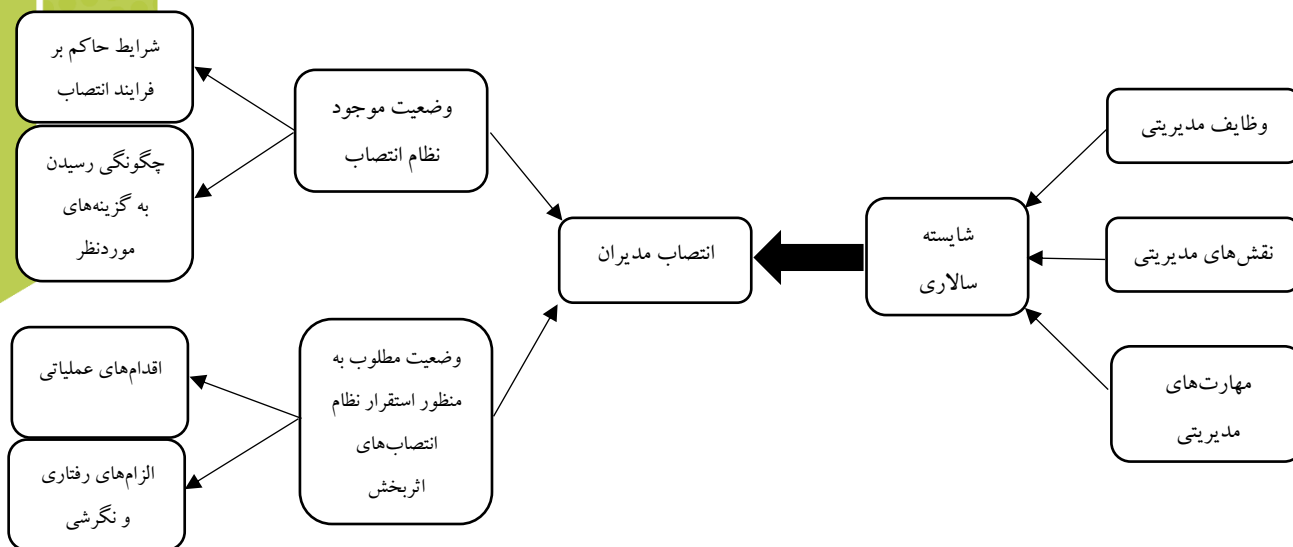 وظایف مدیریتی
نقش‌های مدیریتی
مهارت‌های
مدیریتی
شایسته
سالاری
انتصاب مدیران
وضعیت موجود
نظام انتصاب
شرایط حاکم بر
فرایند انتصاب
چگونگی رسیدن
به گزینه‌های
موردنظر
وضعیت مطلوب به
منظور استقرار نظام
انتصاب‌های
اثربخش
اقدام‌های عملیاتی
الزام‌های رفتاری
و نگرشی